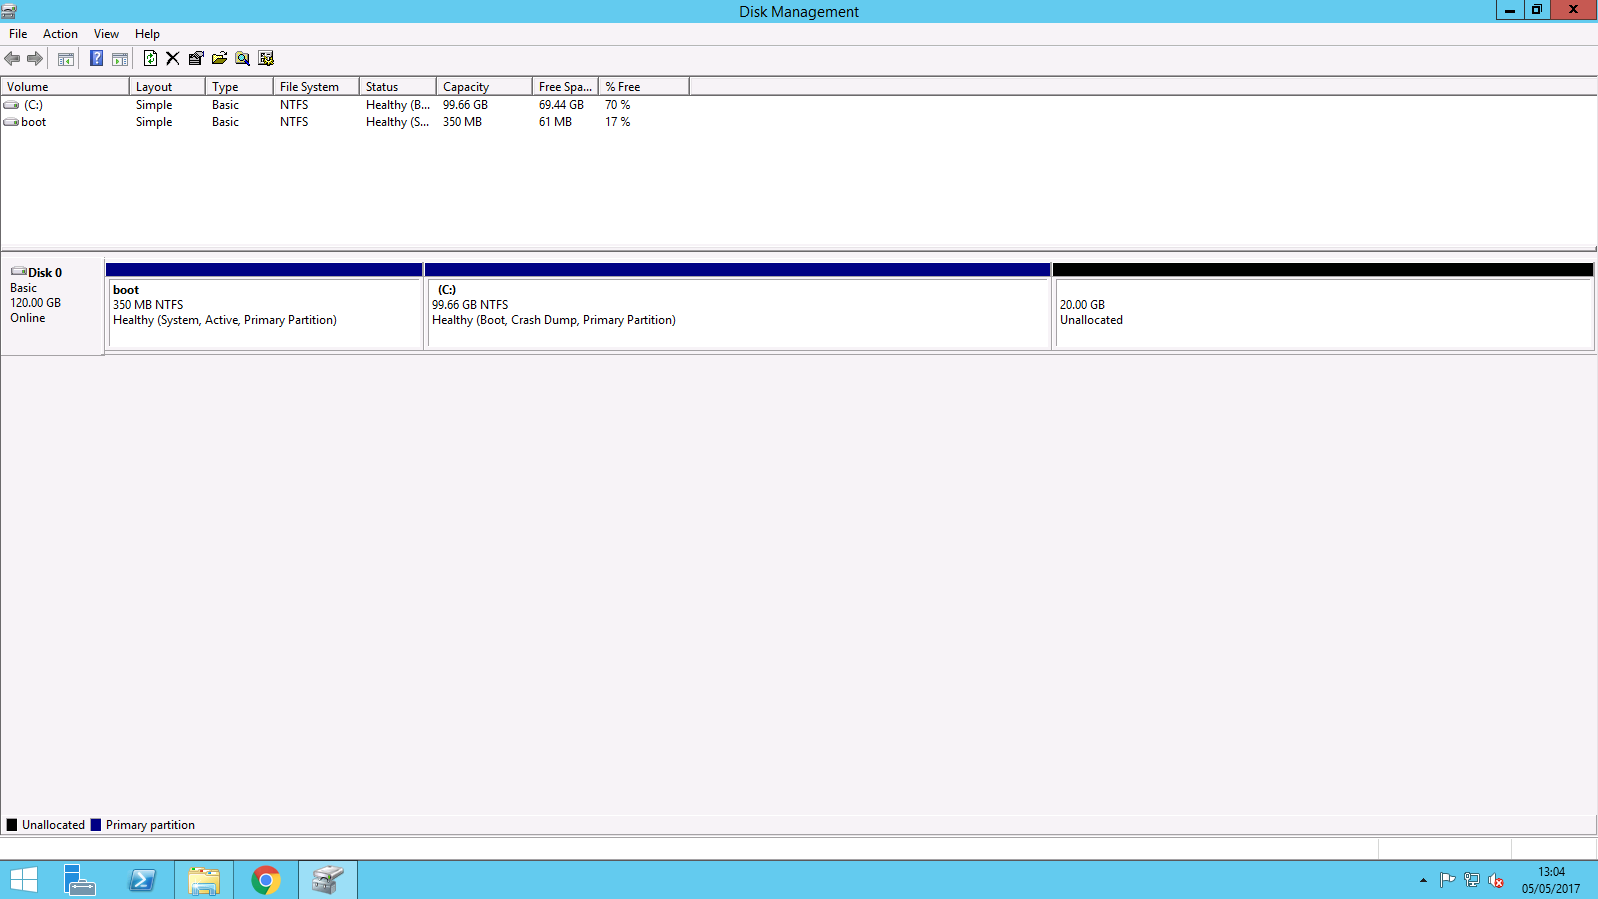 Disk Management
File Action View Help
Volume Layout Type File System Status Capacity Free Spa... % Free
(C:) Simple Basic NTFS Healthy (B... 99.66 GB 69.44 GB 70 %
boot Simple Basic NTFS Healthy (S... 350 MB 61 MB 17 %
Disk 0
Basic
120.00 GB
Online
boot
350 MB NTFS
Healthy (System, Active, Primary Partition)
(C:)
99.66 GB NTFS
Healthy (Boot, Crash Dump, Primary Partition)
20.00 GB
Unallocated
Unallocated Primary partition
13:04
05/05/2017